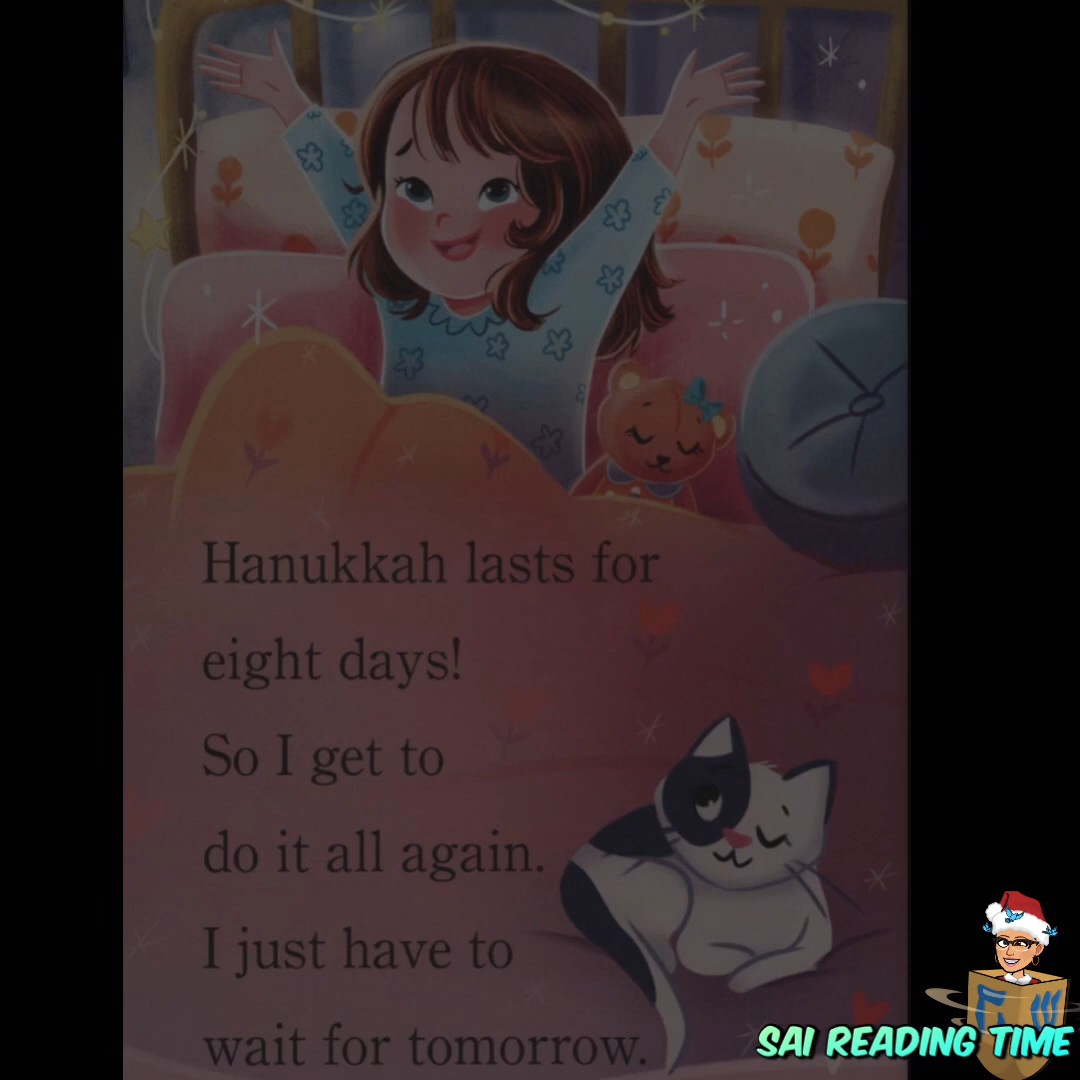 Hanukkah lasts for
eight days!
So I get to
do it all again.
I just have to
wait for tomorrow.
SAI READING TIME